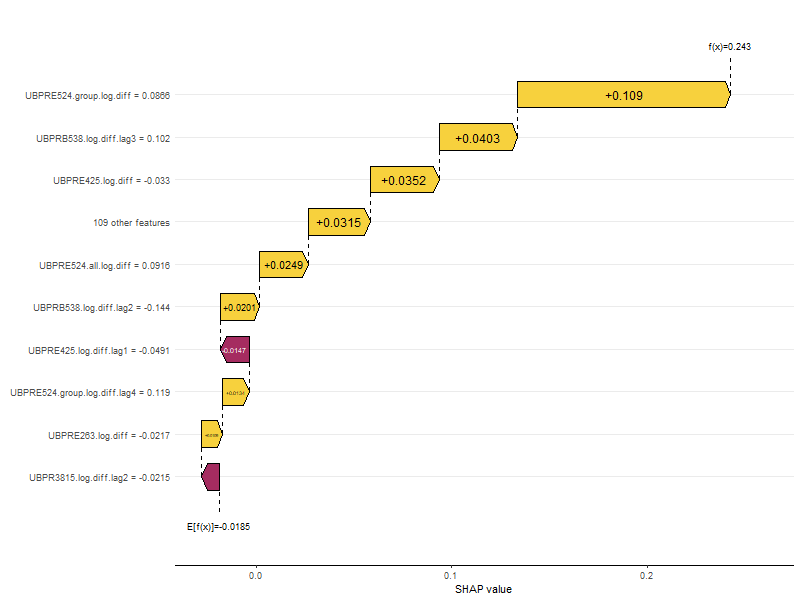 f(x)=0.243
UBPRE524.group.log.diff = 0.0866
+0.109
UBPRB538.log.diff.lag3 = 0.102
+0.0403
UBPRE425.log.diff = -0.033
+0.0352
109 other features
+0.0315
UBPRE524.all.log.diff = 0.0916
+0.0249
UBPRB538.log.diff.lag2 = -0.144
+0.0201
UBPRE425.log.diff.lag1 = -0.0491
-0.0147
UBPRE524.group.log.diff.lag4 = 0.119
UBPRE263.log.diff = -0.0217
UBPR3815.log.diff.lag2 = -0.0215
E[f(x)]=-0.0185
0.0 0.1 0.2
SHAP value